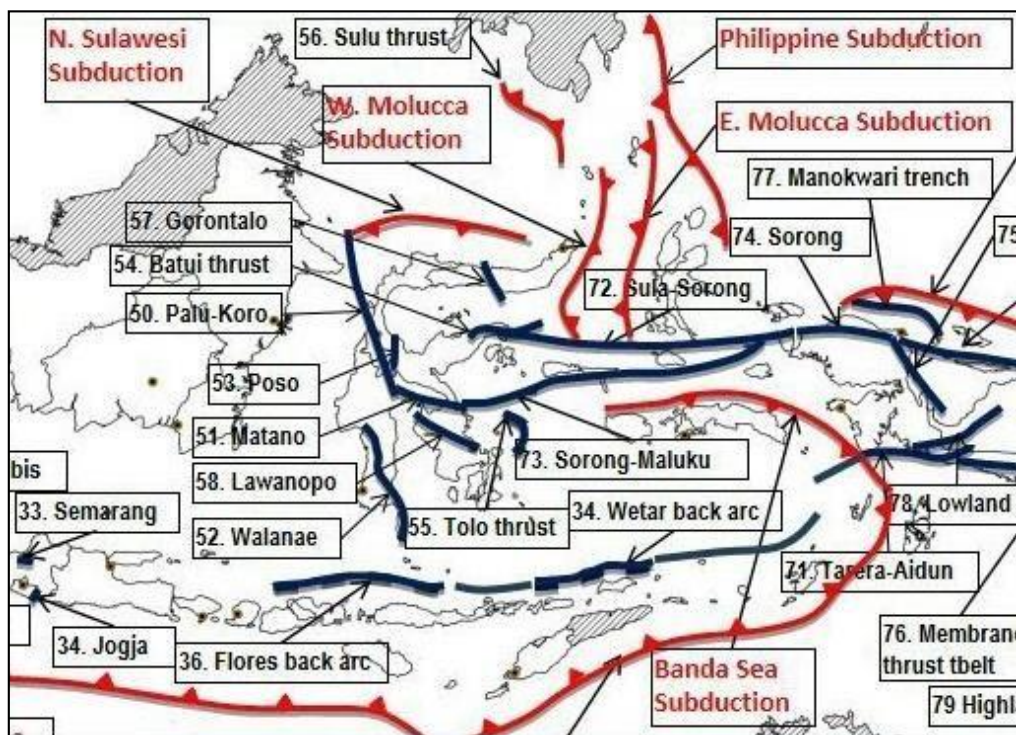 N. Sulawesi
Subduction
56. Sulu thrust
Philippine Subduction
W. Molucca
Subduction
E. Molucca Subduction
77. Manokwari trench
57. Gorontalo
74. Sorong
75
54. Batui thrust
72. Sula-Sorong
50. Palu-Koro
53. Poso
51. Matano
73. Sorong-Maluku
bis
58. Lawanopo
33. Semarang
55. Tolo thrust
34. Wetar back arc
78. Lowland
52. Walanae
71. Tarera-Aidun
34. Jogja
36. Flores back arc
Banda Sea
Subduction
76. Membran
thrust tbelt
79 Highl